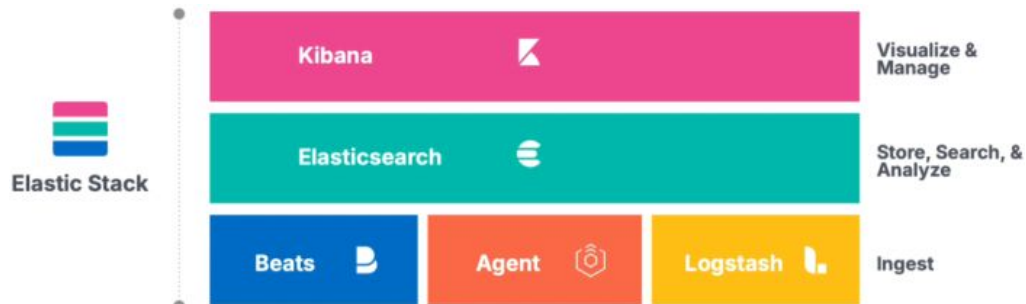 Kibana
Visualize &
Manage
Elastic Stack
Elasticsearch
Store, Search, &
Analyze
Beats
Agent
Logstash
Ingest